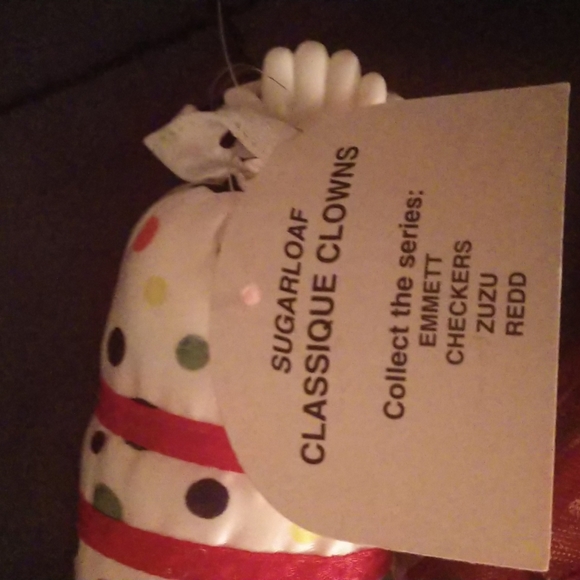 SUGARLOAF
CLASSIQUE CLOWNS
Collect the series:
EMMETT
CHECKERS
ZUZU
REDD